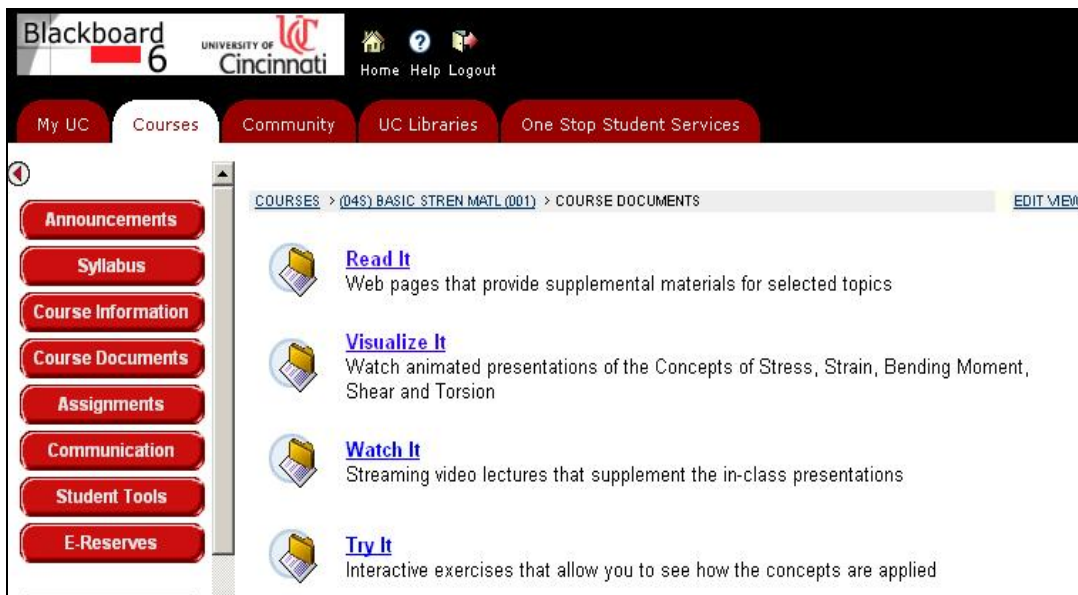 Blackboard
6
UNIVERSITY OF UC
Cincinnati
Home Help Logout
My UC Courses Community UC Libraries One Stop Student Services
COURSES > (04S) BASIC STREN MATL (001) > COURSE DOCUMENTS EDIT VIEW
Announcements
Syllabus
Course Information
Course Documents
Assignments
Communication
Student Tools
E-Reserves
Read It
Web pages that provide supplemental materials for selected topics
Visualize It
Watch animated presentations of the Concepts of Stress, Strain, Bending Moment,
Shear and Torsion
Watch It
Streaming video lectures that supplement the in-class presentations
Try It
Interactive exercises that allow you to see how the concepts are applied